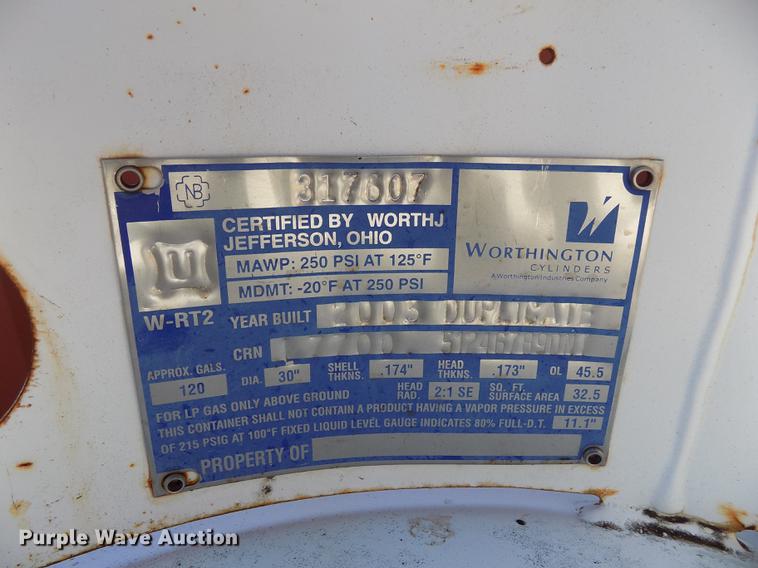 NB 317607
CERTIFIED BY WORTHJ
JEFFERSON, OHIO
MAWP: 250 PSI AT 125°F
MDMT: -20°F AT 250 PSI
U
W-RT2
WORTHINGTON
CYLINDERS
A Worthington Industries Company
YEAR BUILT 2003 DUPLICATE
CRN
APPROX. GALS. 120
DIA. 30"
SHELL THKNS. .174"
HEAD THKNS. .173"
OL 45.5
HEAD RAD. 2:1 SE
SQ. FT. SURFACE AREA 32.5
FOR LP GAS ONLY ABOVE GROUND
THIS CONTAINER SHALL NOT CONTAIN A PRODUCT HAVING A VAPOR PRESSURE IN EXCESS
OF 215 PSIG AT 100°F FIXED LIQUID LEVEL GAUGE INDICATES 80% FULL-D.T. 11.1"
PROPERTY OF
Purple Wave Auction